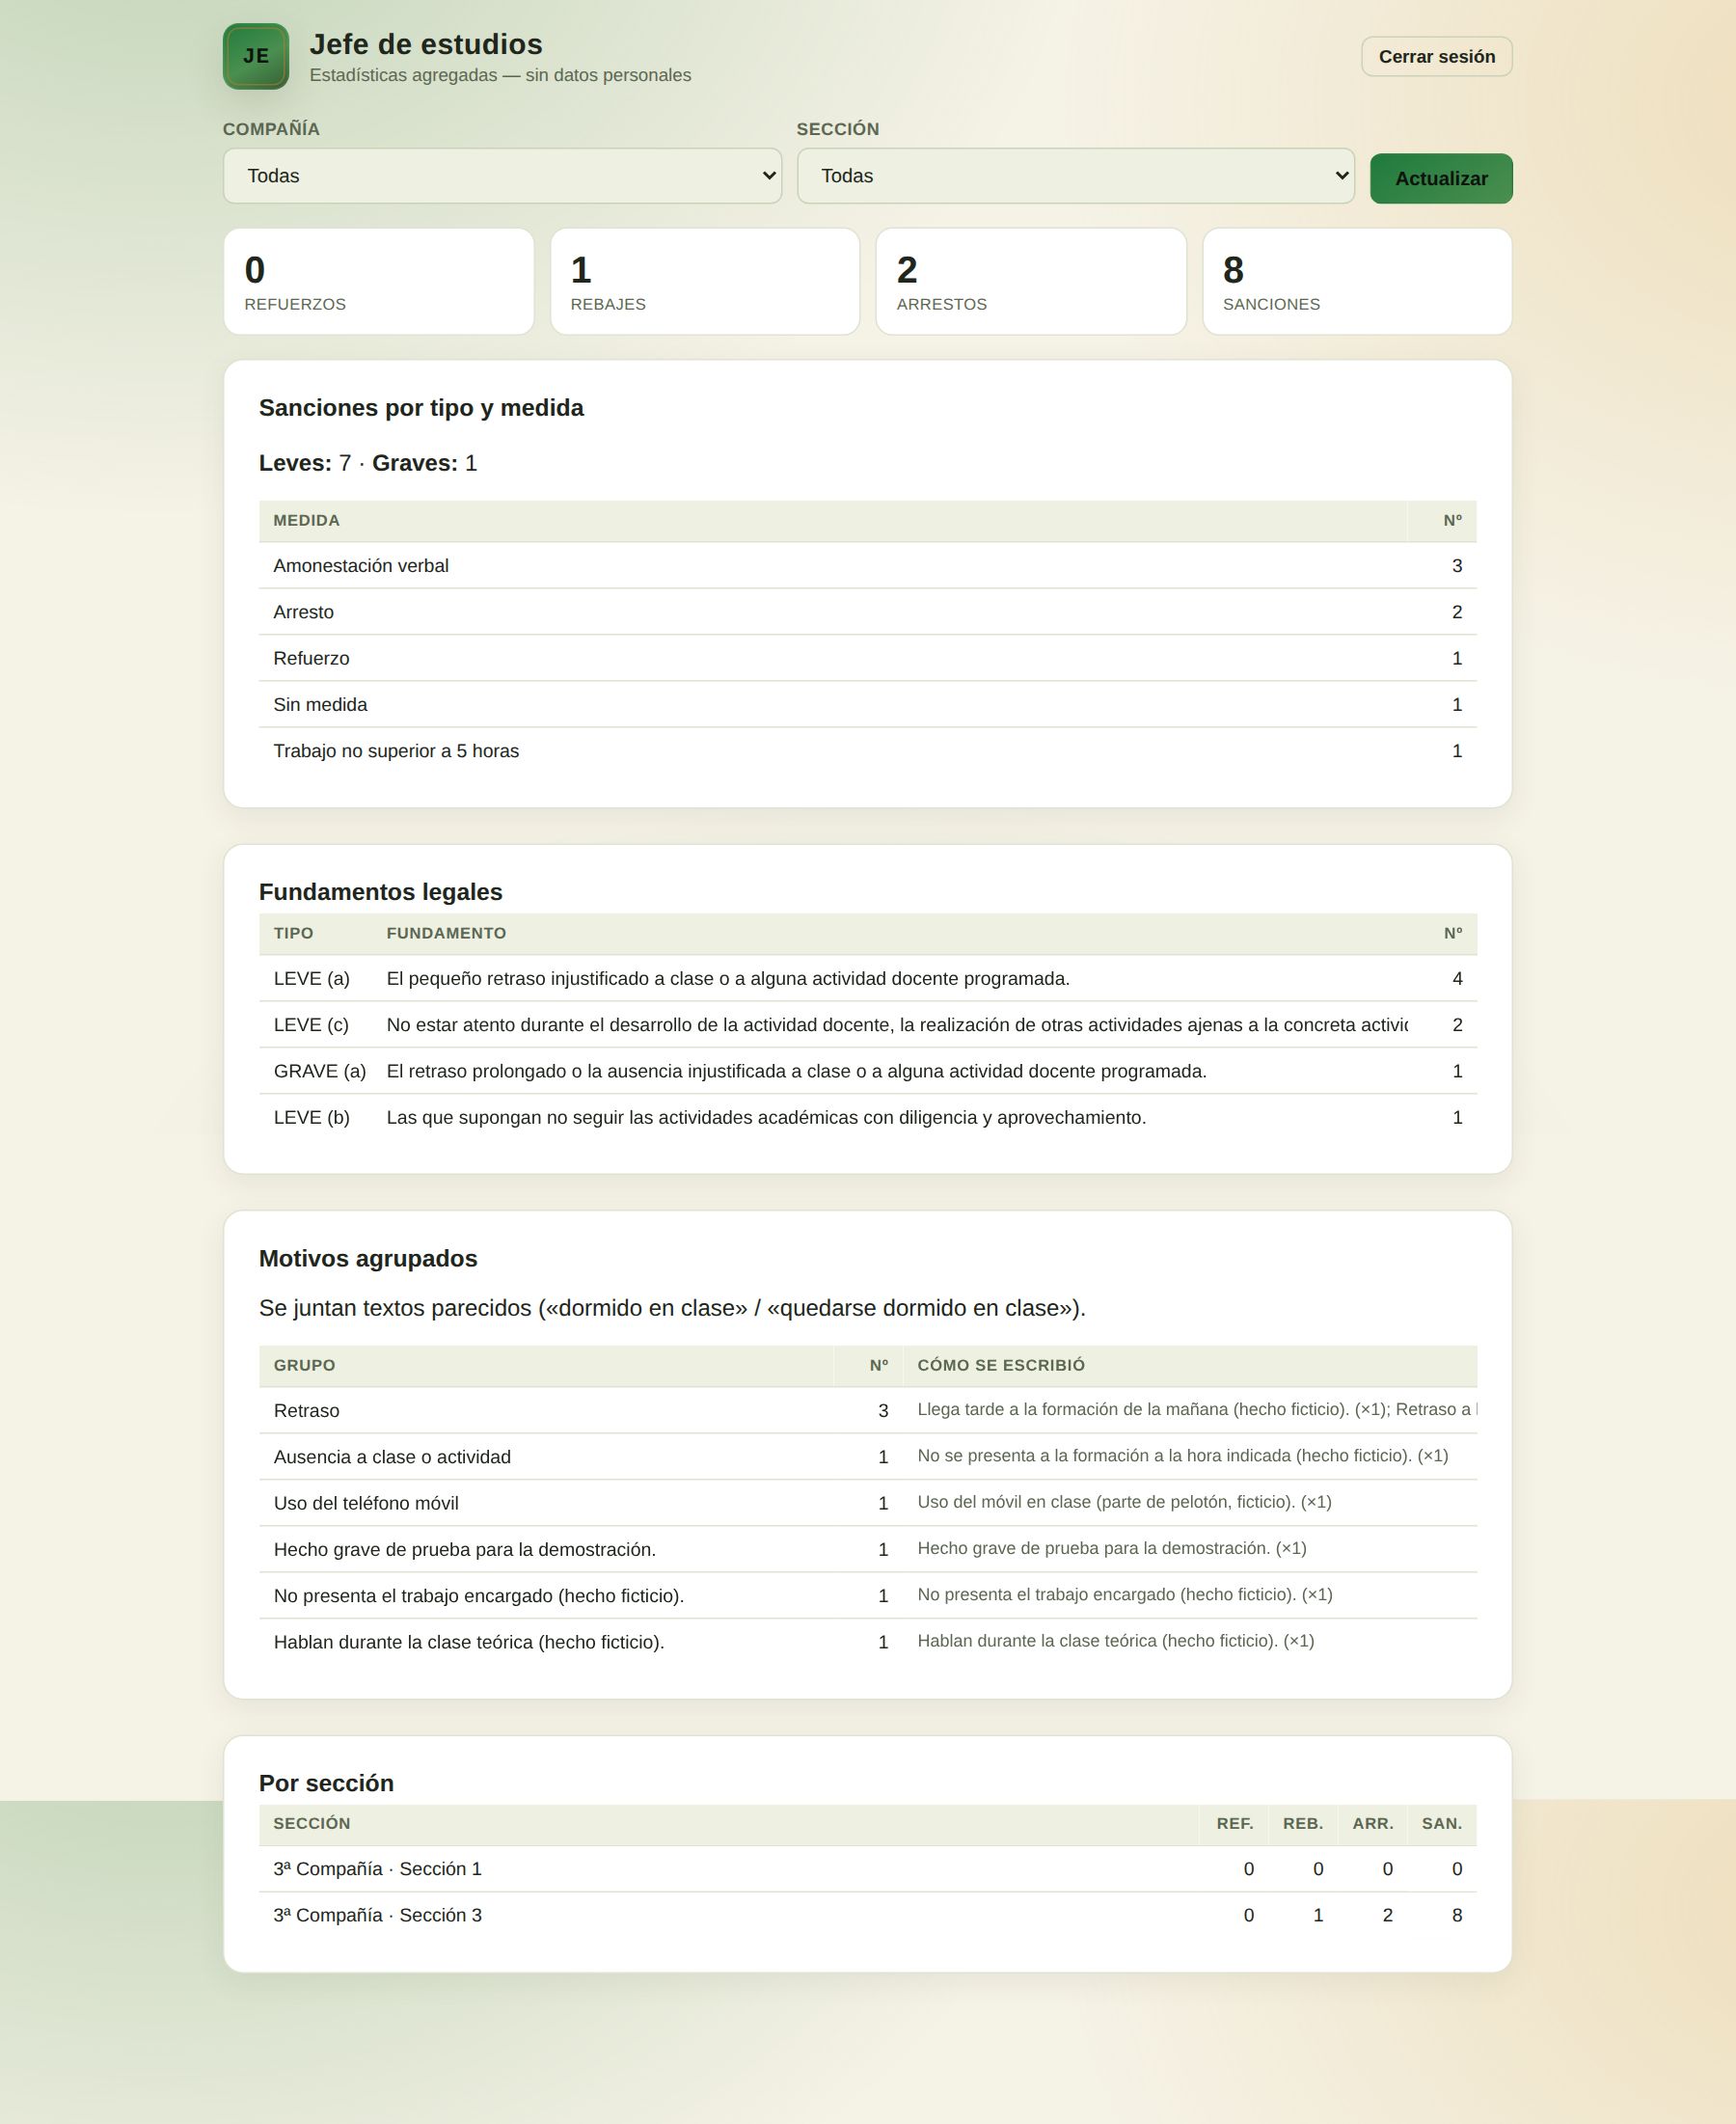 JE
Jefe de estudios
Estadísticas agregadas — sin datos personales
Cerrar sesión
COMPAÑÍA
SECCIÓN
Todas
Todas
Actualizar
0
REFUERZOS
1
REBAJES
2
ARRESTOS
8
SANCIONES
Sanciones por tipo y medida
Leves: 7 · Graves: 1
MEDIDA Nº
Amonestación verbal 3
Arresto 2
Refuerzo 1
Sin medida 1
Trabajo no superior a 5 horas 1
Fundamentos legales
TIPO FUNDAMENTO Nº
LEVE (a) El pequeño retraso injustificado a clase o a alguna actividad docente programada. 4
LEVE (c) No estar atento durante el desarrollo de la actividad docente, la realización de otras actividades ajenas a la concreta 2
GRAVE (a) El retraso prolongado o la ausencia injustificada a clase o a alguna actividad docente programada. 1
LEVE (b) Las que supongan no seguir las actividades académicas con diligencia y aprovechamiento. 1
Motivos agrupados
Se juntan textos parecidos («dormido en clase» / «quedarse dormido en clase»).
GRUPO Nº CÓMO SE ESCRIBIÓ
Retraso 3 Llega tarde a la formación de la mañana (hecho ficticio). (×1); Retraso a
Ausencia a clase o actividad 1 No se presenta a la formación a la hora indicada (hecho ficticio). (×1)
Uso del teléfono móvil 1 Uso del móvil en clase (parte de pelotón, ficticio). (×1)
Hecho grave de prueba para la demostración. 1 Hecho grave de prueba para la demostración. (×1)
No presenta el trabajo encargado (hecho ficticio). 1 No presenta el trabajo encargado (hecho ficticio). (×1)
Hablan durante la clase teórica (hecho ficticio). 1 Hablan durante la clase teórica (hecho ficticio). (×1)
Por sección
SECCIÓN REF. REB. ARR. SAN.
3ª Compañía · Sección 1 0 0 0 0
3ª Compañía · Sección 3 0 1 2 8